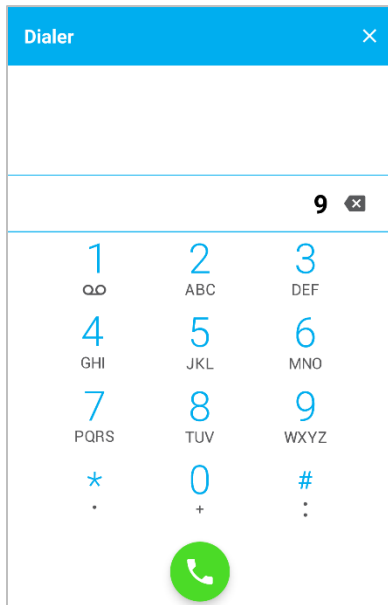 Dialer
9
1 2 3
ABC DEF
4 5 6
GHI JKL MNO
7 8 9
PQRS TUV WXYZ
* 0 #
. + :